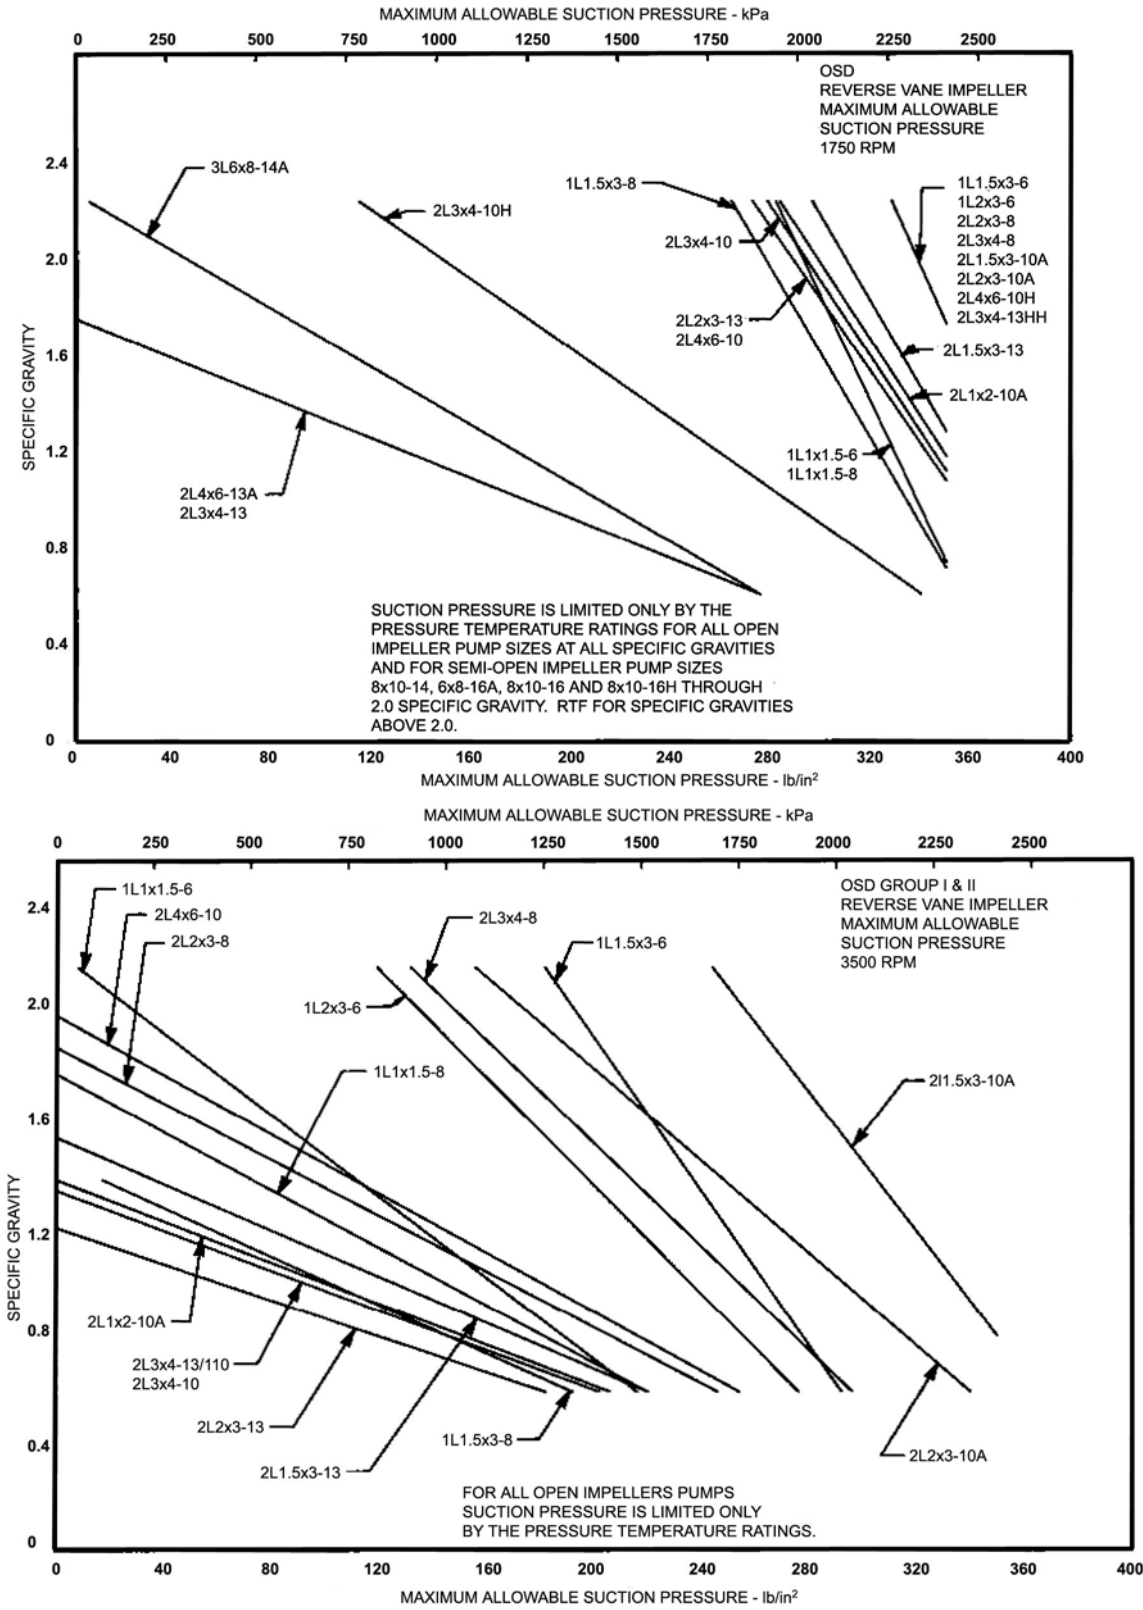 MAXIMUM ALLOWABLE SUCTION PRESSURE - kPa
0 250 500 750 1000 1500 1750 2000 2250 2500
OSD
REVERSE VANE IMPELLER
MAXIMUM ALLOWABLE
SUCTION PRESSURE
1750 RPM
SPECIFIC GRAVITY
2.4
2.0
1.6
1.2
0.8
0.4
0
3L6x8-14A
2L3x4-10H
1L1.5x3-8
2L3x4-10
2L2x3-13
2L4x6-10
1L1.5x3-6
1L2x3-6
2L2x3-8
2L3x4-8
2L1.5x3-10A
2L2x3-10A
2L4x6-10H
2L3x4-13HH
2L1.5x3-13
2L1x2-10A
1L1x1.5-6
1L1x1.5-8
2L4x6-13A
2L3x4-13
SUCTION PRESSURE IS LIMITED ONLY BY THE
PRESSURE TEMPERATURE RATINGS FOR ALL OPEN
IMPELLER PUMP SIZES AT ALL SPECIFIC GRAVITIES
AND FOR SEMI-OPEN IMPELLER PUMP SIZES
8x10-14, 6x8-16A, 8x10-16 AND 8x10-16H THROUGH
2.0 SPECIFIC GRAVITY. RTF FOR SPECIFIC GRAVITIES
ABOVE 2.0.
0 40 80 120 160 200 240 280 320 360 400
MAXIMUM ALLOWABLE SUCTION PRESSURE - lb/in²
MAXIMUM ALLOWABLE SUCTION PRESSURE - kPa
0 250 500 750 1000 1250 1500 1750 2000 2250 2500
OSD GROUP I & II
REVERSE VANE IMPELLER
MAXIMUM ALLOWABLE
SUCTION PRESSURE
3500 RPM
SPECIFIC GRAVITY
2.4
2.0
1.6
1.2
0.8
0.4
0
1L1x1.5-6
2L4x6-10
2L2x3-8
2L3x4-8
1L1.5x3-6
1L2x3-6
1L1x1.5-8
2I1.5x3-10A
2L1x2-10A
2L3x4-13/110
2L3x4-10
2L2x3-13
2L1.5x3-13
1L1.5x3-8
2L2x3-10A
FOR ALL OPEN IMPELLERS PUMPS
SUCTION PRESSURE IS LIMITED ONLY
BY THE PRESSURE TEMPERATURE RATINGS.
0 40 80 120 160 200 240 280 320 360 400
MAXIMUM ALLOWABLE SUCTION PRESSURE - lb/in²